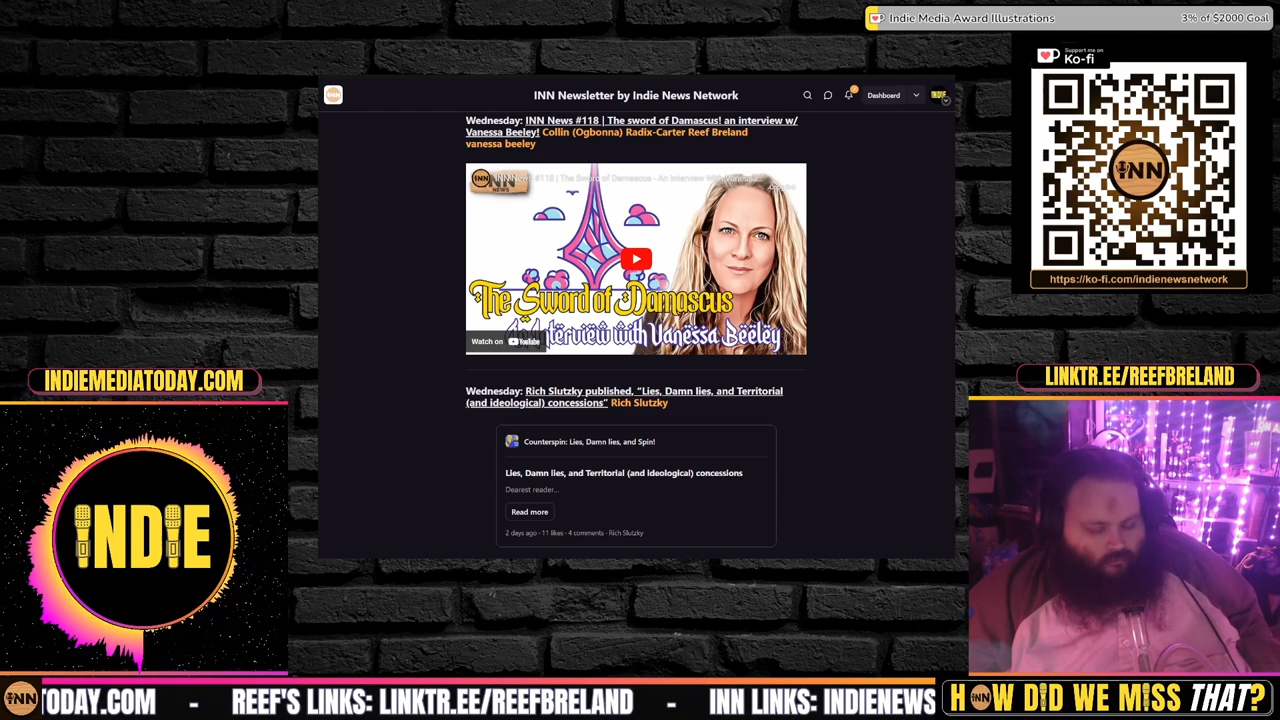 Indie Media Award Illustrations
3% of $2000 Goal
Support me on
Ko-fi
INN
https://ko-fi.com/indienewsnetwork
INN Newsletter by Indie News Network
Dashboard
INDIE
Wednesday: INN News #118 | The sword of Damascus! an interview w/
Vanessa Beeley! Collin (Ogbonna) Radix-Carter Reef Breland
vanessa beeley
INN
NEWS
The Sword of Damascus
An Interview with Vanessa Beeley
Watch on YouTube
Wednesday: Rich Slutzky published, “Lies, Damn lies, and Territorial
(and ideological) concessions” Rich Slutzky
Counterspin: Lies, Damn lies, and Spin!
Lies, Damn lies, and Territorial (and ideological) concessions
Dearest reader...
Read more
2 days ago · 11 likes · 4 comments · Rich Slutzky
INDIEMEDIATODAY.COM
INDIE
LINKTR.EE/REEFBRELAND
INN
TODAY.COM - REEF'S LINKS: LINKTR.EE/REEFBRELAND - INN LINKS: INDIENEWS
HOW DID WE MISS THAT?